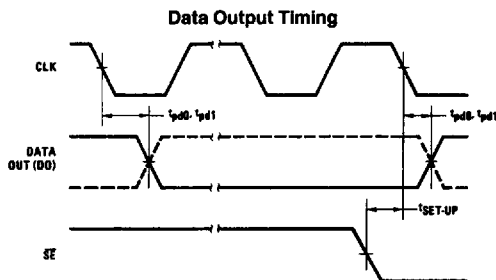 Data Output Timing
CLK
tpd0, tpd1
tpd0, tpd1
DATA
OUT (DO)
tSET-UP
SE